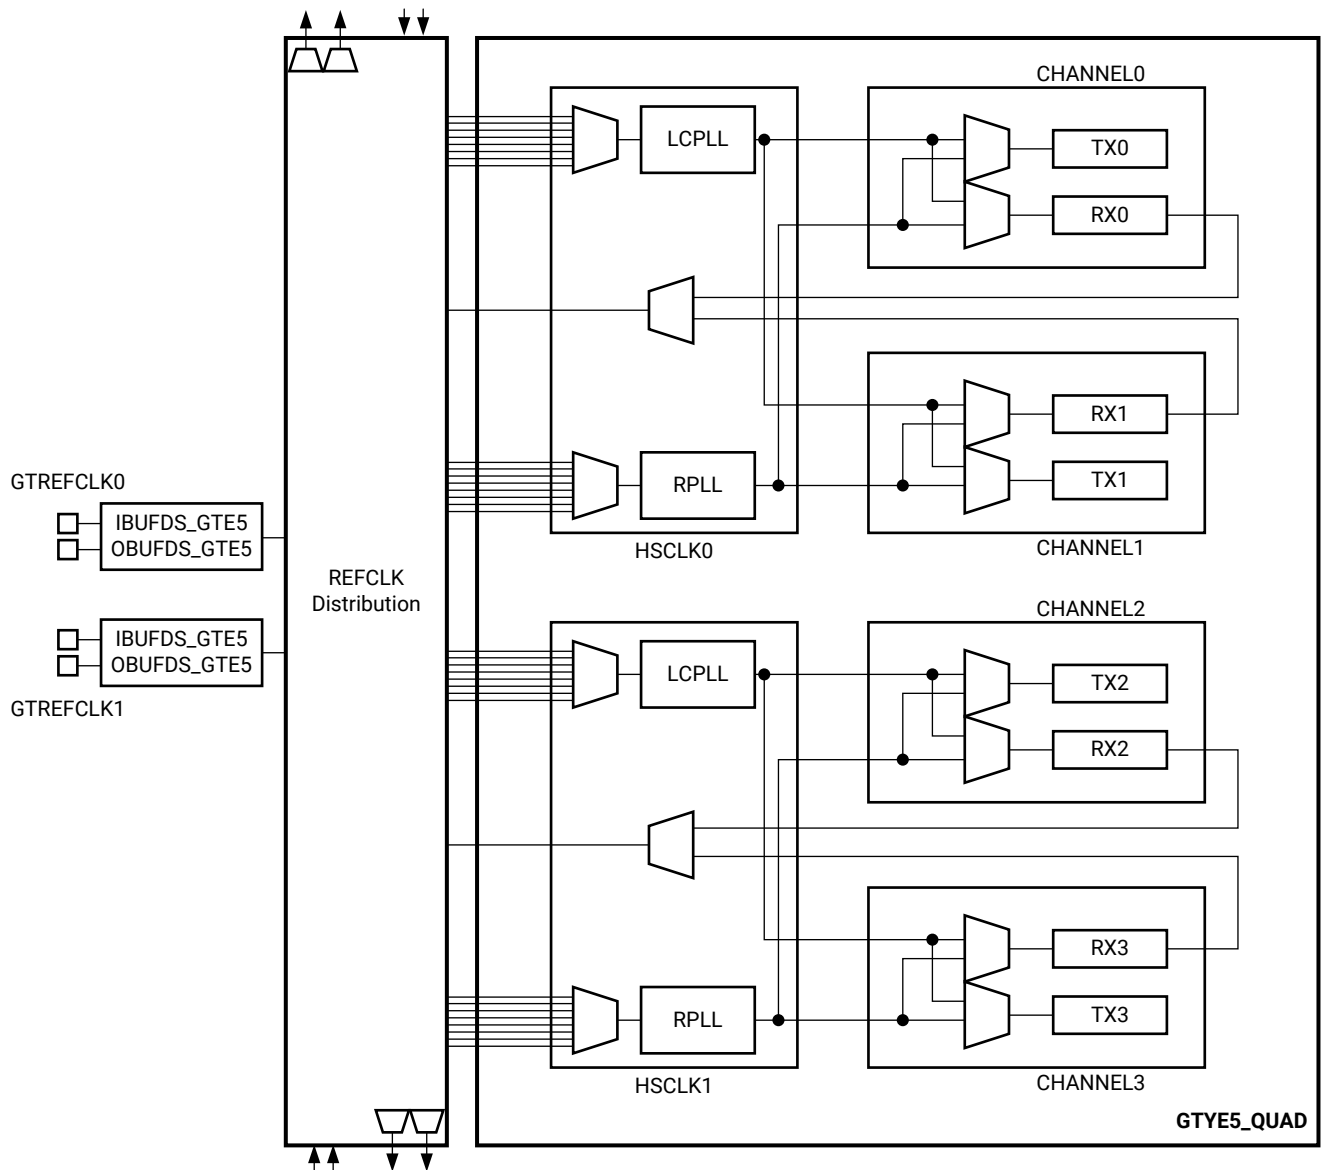 CHANNEL0
LCPLL
TX0
RX0
RX1
GTREFCLK0
RPLL
TX1
IBUFDS_GTE5
OBUFDS_GTE5
HSCLK0
CHANNEL1
REFCLK
Distribution
CHANNEL2
IBUFDS_GTE5
OBUFDS_GTE5
LCPLL
TX2
GTREFCLK1
RX2
RX3
RPLL
TX3
HSCLK1
CHANNEL3
GTYE5_QUAD